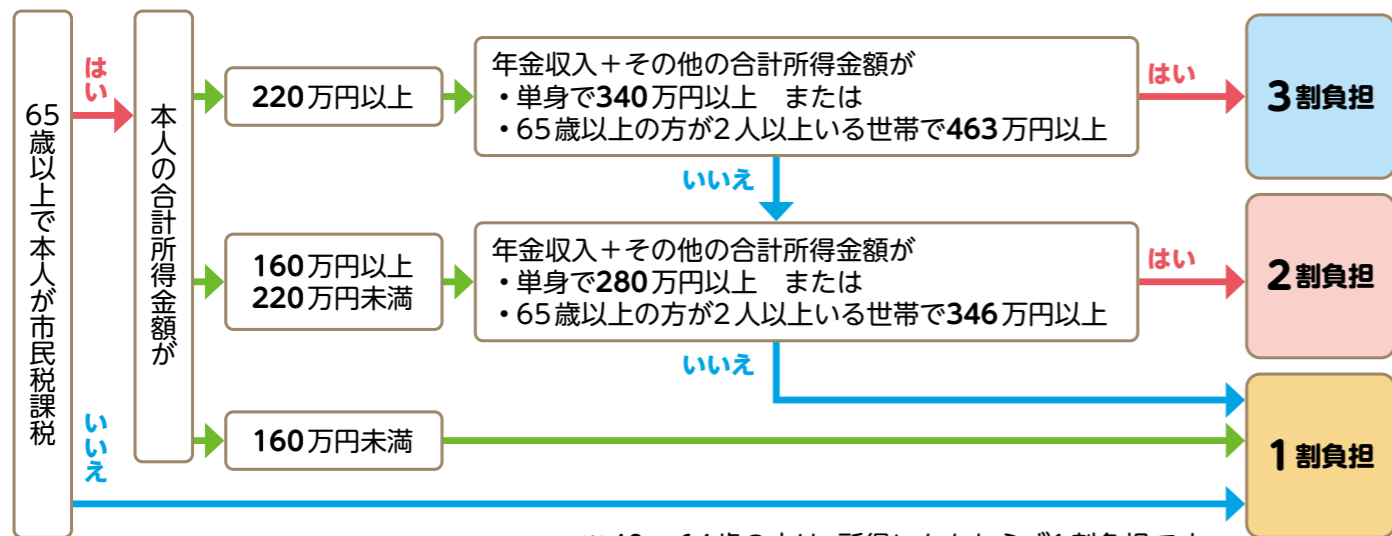 65歳以上で本人が市民税課税
はい
いいえ
本人の合計所得金額が
220万円以上
年金収入+その他の合計所得金額が
・単身で340万円以上 または
・65歳以上の方が2人以上いる世帯で463万円以上
はい
3割負担
いいえ
160万円以上
220万円未満
年金収入+その他の合計所得金額が
・単身で280万円以上 または
・65歳以上の方が2人以上いる世帯で346万円以上
はい
2割負担
いいえ
160万円未満
1割負担